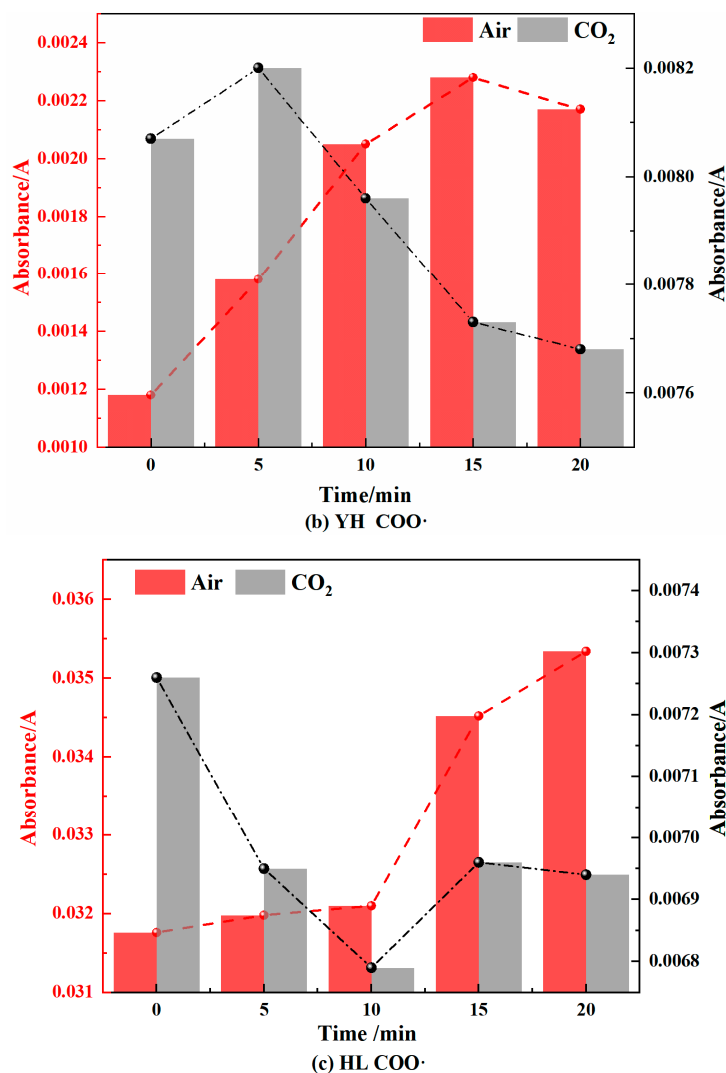 Air CO₂
0.0024
0.0022
0.0020
0.0018
0.0016
0.0014
0.0012
0.0010
Absorbance/A
0.0082
0.0080
0.0078
0.0076
Absorbance/A
0 5 10 15 20
Time/min
(b) YH COO·
Air CO₂
0.036
0.035
0.034
0.033
0.032
0.031
Absorbance/A
0.0074
0.0073
0.0072
0.0071
0.0070
0.0069
0.0068
Absorbance/A
0 5 10 15 20
Time /min
(c) HL COO·